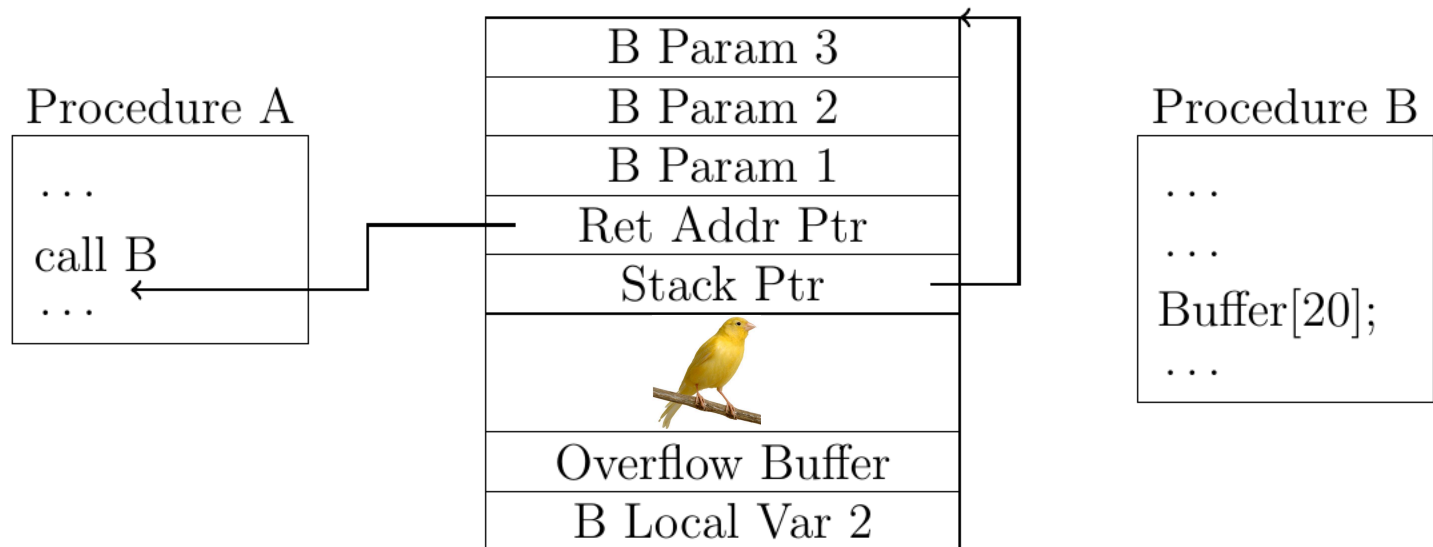 Procedure A
. . .
call B
. . .
B Param 3
B Param 2
B Param 1
Ret Addr Ptr
Stack Ptr
Overflow Buffer
B Local Var 2
Procedure B
. . .
. . .
Buffer[20];
. . .